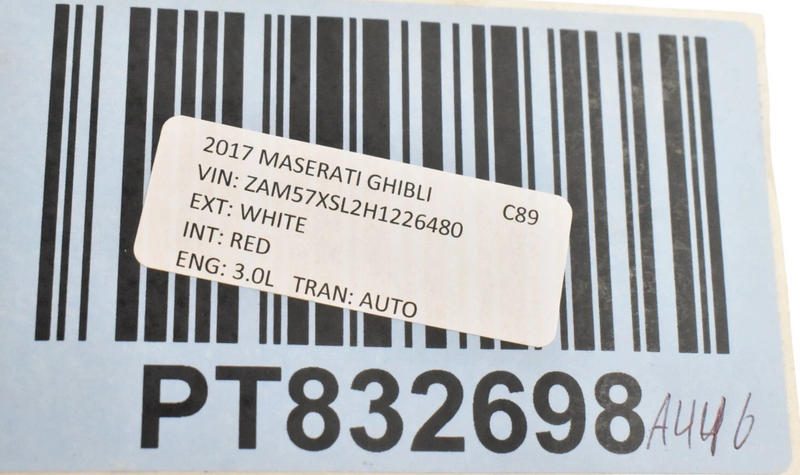 2017 MASERATI GHIBLI
VIN: ZAM57XSL2H1226480 C89
EXT: WHITE
INT: RED
ENG: 3.0L TRAN: AUTO
PT832698 A446